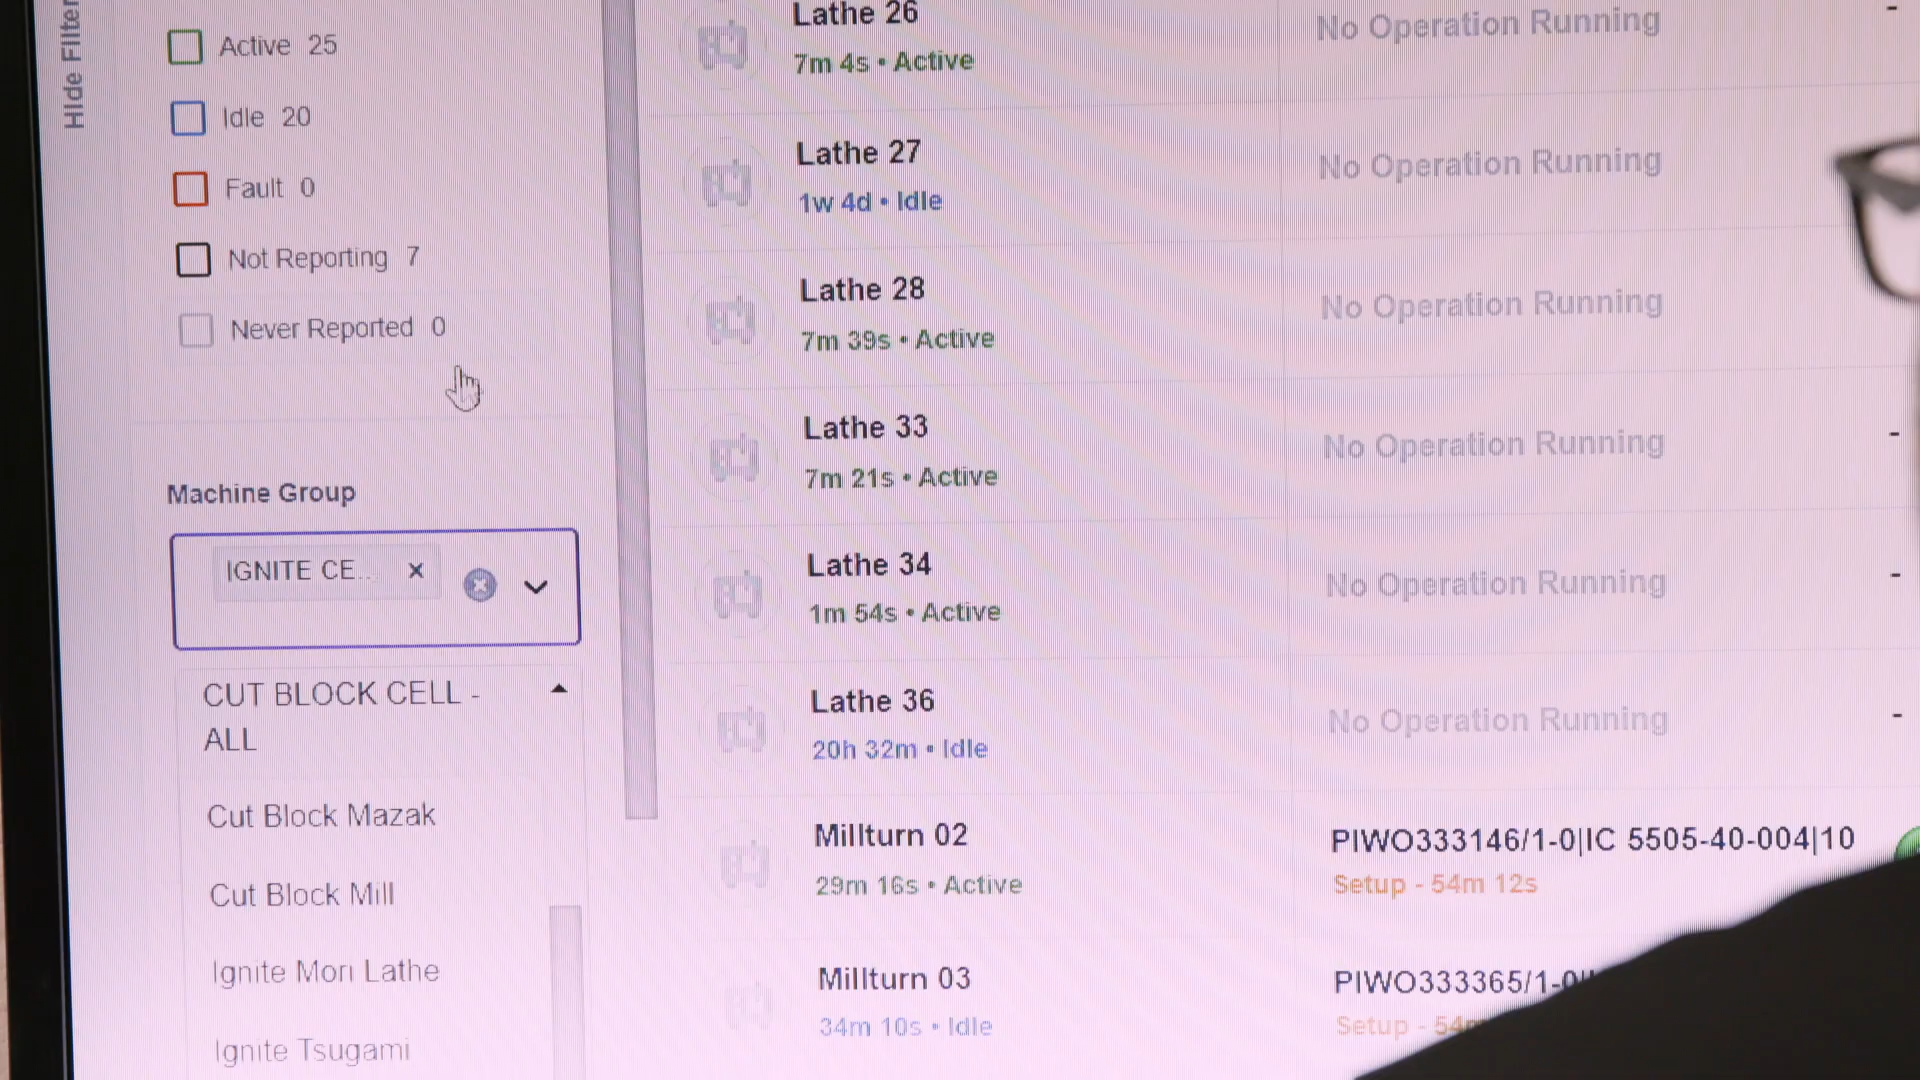 Hide Filter
Active 25
Idle 20
Fault 0
Not Reporting 7
Never Reported 0
Machine Group
IGNITE CE...
CUT BLOCK CELL -
ALL
Cut Block Mazak
Cut Block Mill
Ignite Mori Lathe
Ignite Tsugami
Lathe 26
7m 4s • Active
No Operation Running
-
Lathe 27
1w 4d • Idle
No Operation Running
Lathe 28
7m 39s • Active
No Operation Running
Lathe 33
7m 21s • Active
No Operation Running
-
Lathe 34
1m 54s • Active
No Operation Running
-
Lathe 36
20h 32m • Idle
No Operation Running
-
Millturn 02
29m 16s • Active
PIWO333146/1-0|IC 5505-40-004|10
Setup - 54m 12s
Millturn 03
34m 10s • Idle
PIWO333365/1-0
Setup - 54m